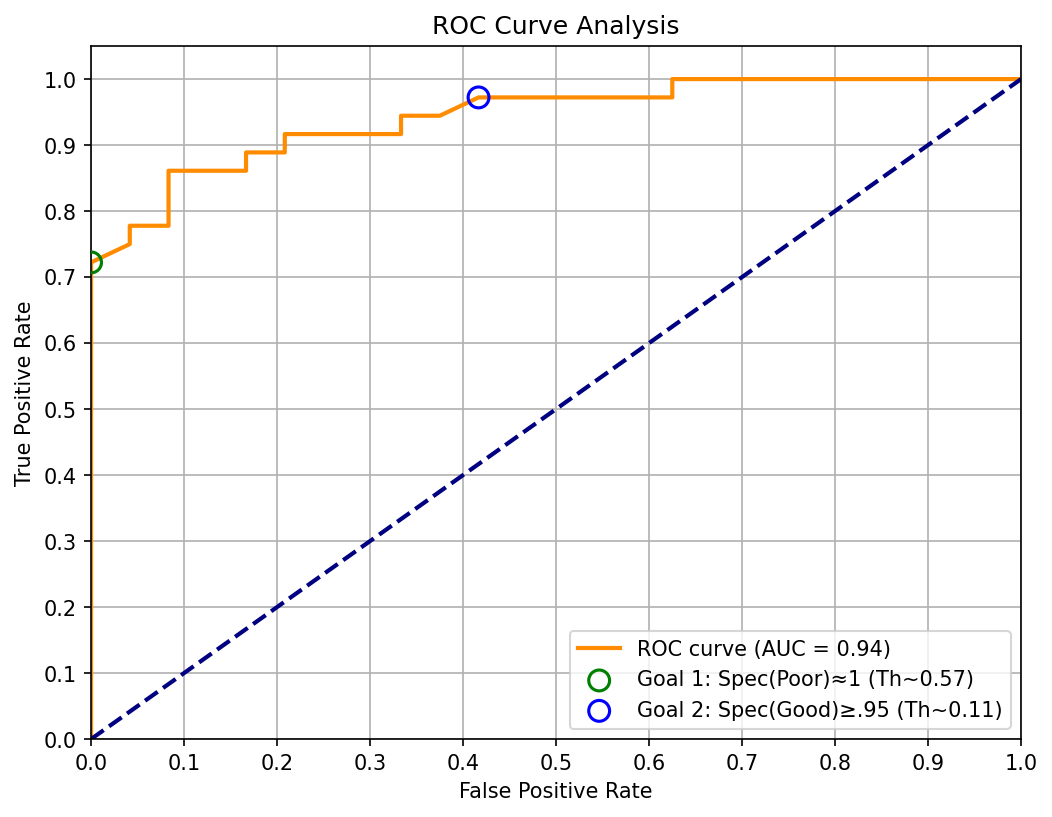 ROC Curve Analysis
1.0
0.9
0.8
0.7
0.6
0.5
0.4
0.3
0.2
0.1
0.0
True Positive Rate
ROC curve (AUC = 0.94)
Goal 1: Spec(Poor)≈1 (Th~0.57)
Goal 2: Spec(Good)≥.95 (Th~0.11)
0.0 0.1 0.2 0.3 0.4 0.5 0.6 0.7 0.8 0.9 1.0
False Positive Rate